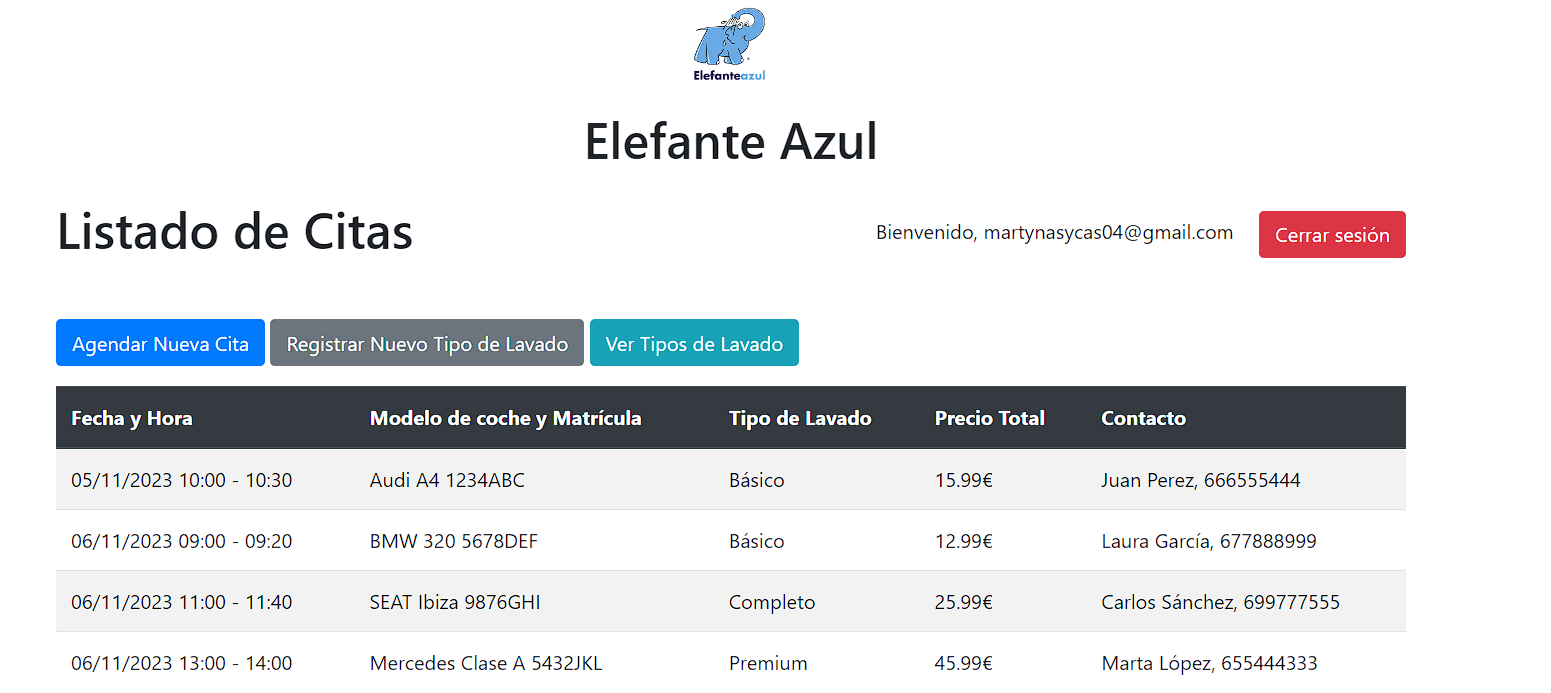 Elefanteazul
Elefante Azul
Listado de Citas
Bienvenido, martynasycas04@gmail.com Cerrar sesión
Agendar Nueva Cita Registrar Nuevo Tipo de Lavado Ver Tipos de Lavado
Fecha y Hora Modelo de coche y Matrícula Tipo de Lavado Precio Total Contacto
05/11/2023 10:00 - 10:30 Audi A4 1234ABC Básico 15.99€ Juan Perez, 666555444
06/11/2023 09:00 - 09:20 BMW 320 5678DEF Básico 12.99€ Laura García, 677888999
06/11/2023 11:00 - 11:40 SEAT Ibiza 9876GHI Completo 25.99€ Carlos Sánchez, 699777555
06/11/2023 13:00 - 14:00 Mercedes Clase A 5432JKL Premium 45.99€ Marta López, 655444333